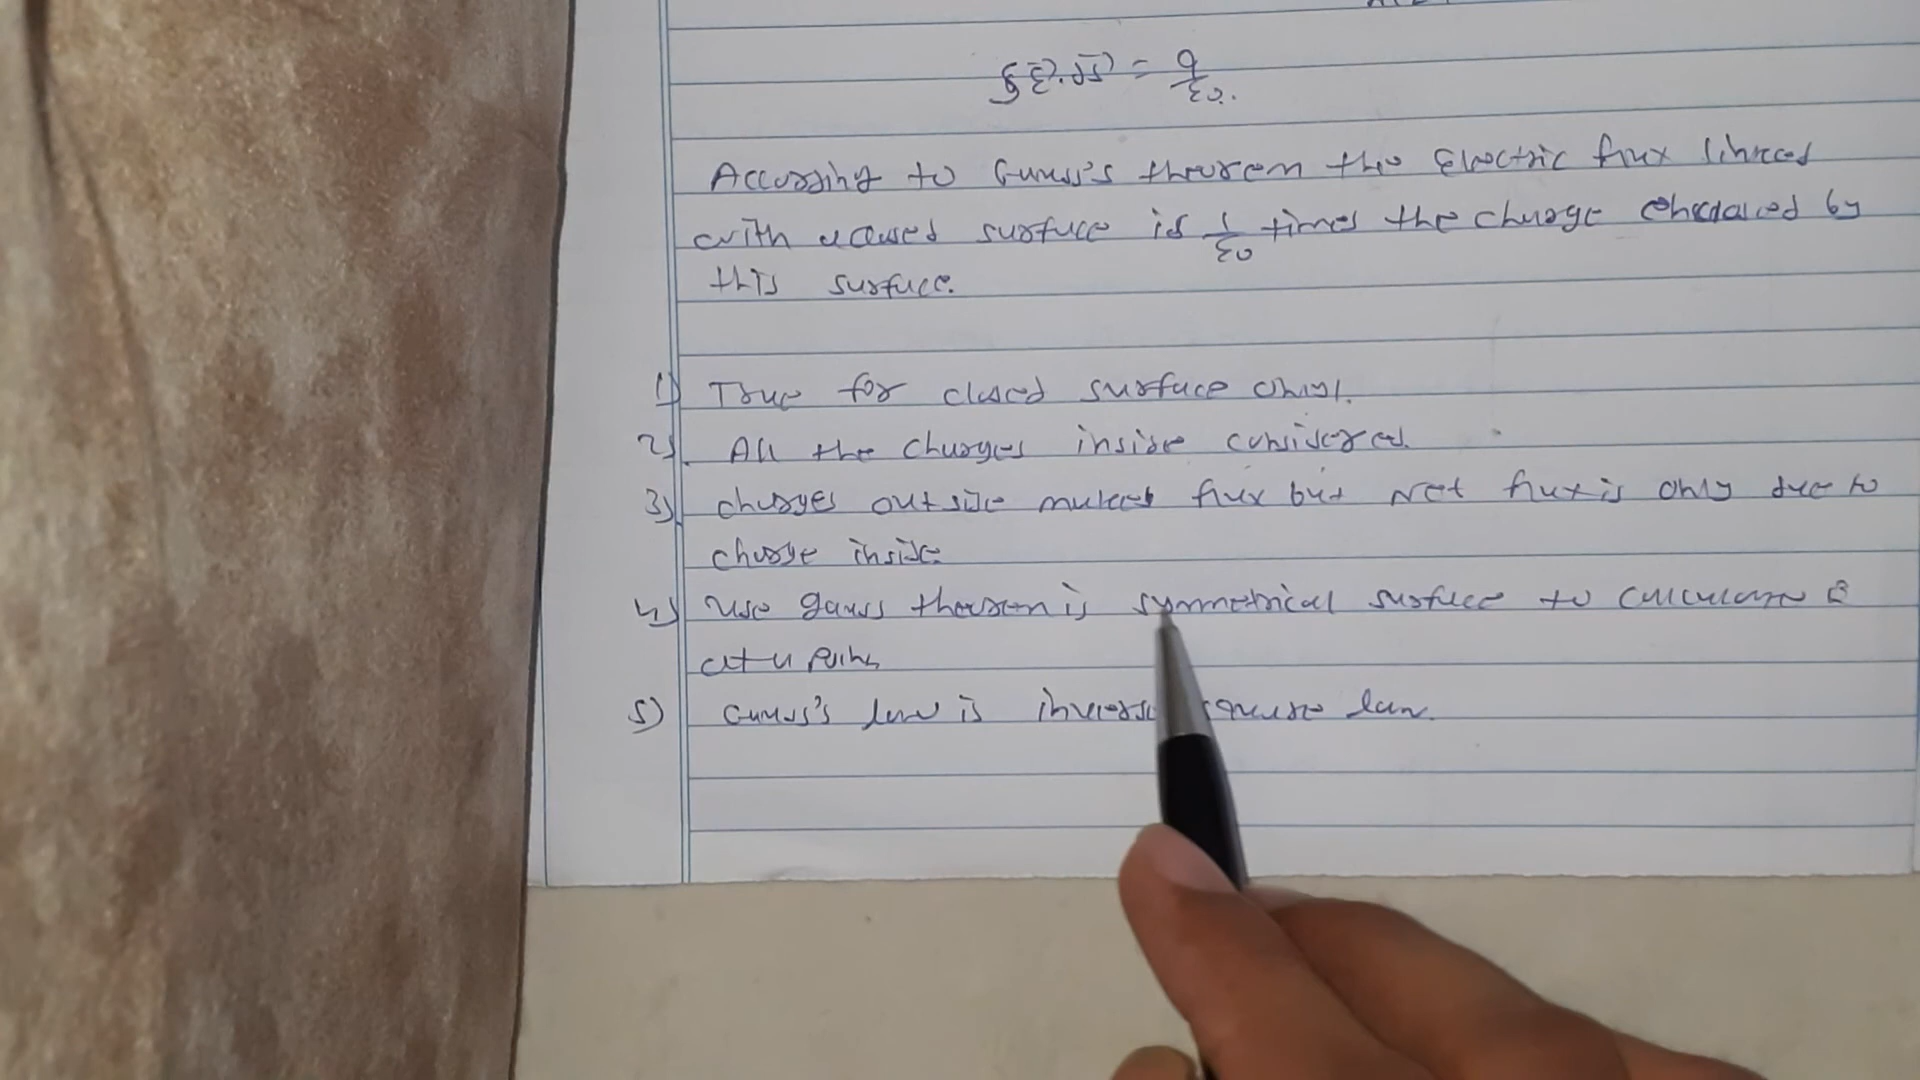 ∮ E⃗·ds⃗ = q/ε0.
According to Gauss's theorem the Electric flux linked
with a closed surface is 1/ε0 times the charge enclosed by
this surface.
1) True for closed surface only.
2) All the charges inside considered.
3) charges outside makes flux but Net flux is only due to
charge inside.
4) Use gauss theorem is symmetrical surface to calculate E
at a point
5) Gauss's law is inverse square law.